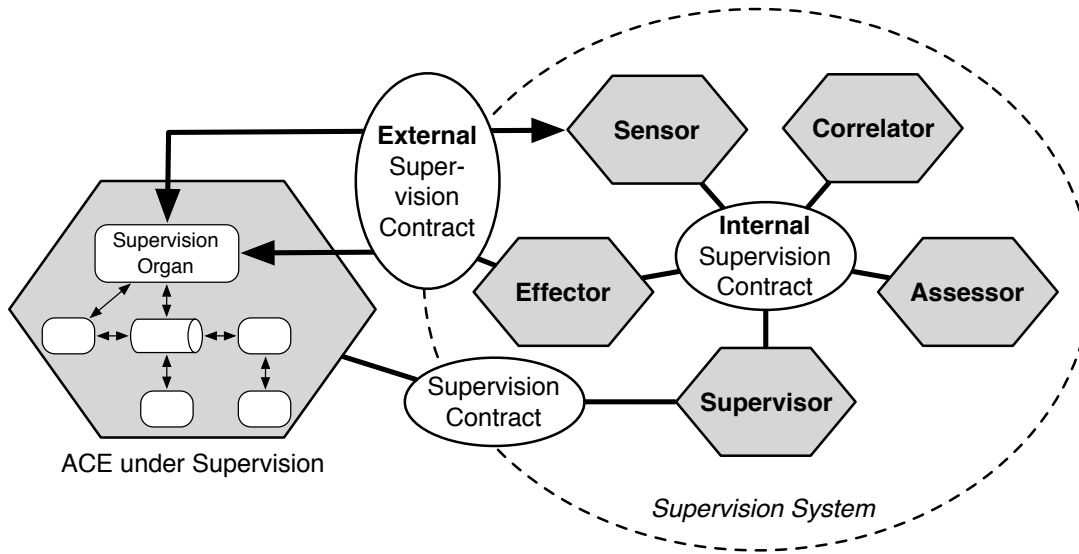 External
Super-
vision
Contract
Sensor
Correlator
Supervision
Organ
Internal
Supervision
Contract
Effector
Assessor
Supervision
Contract
Supervisor
ACE under Supervision
Supervision System